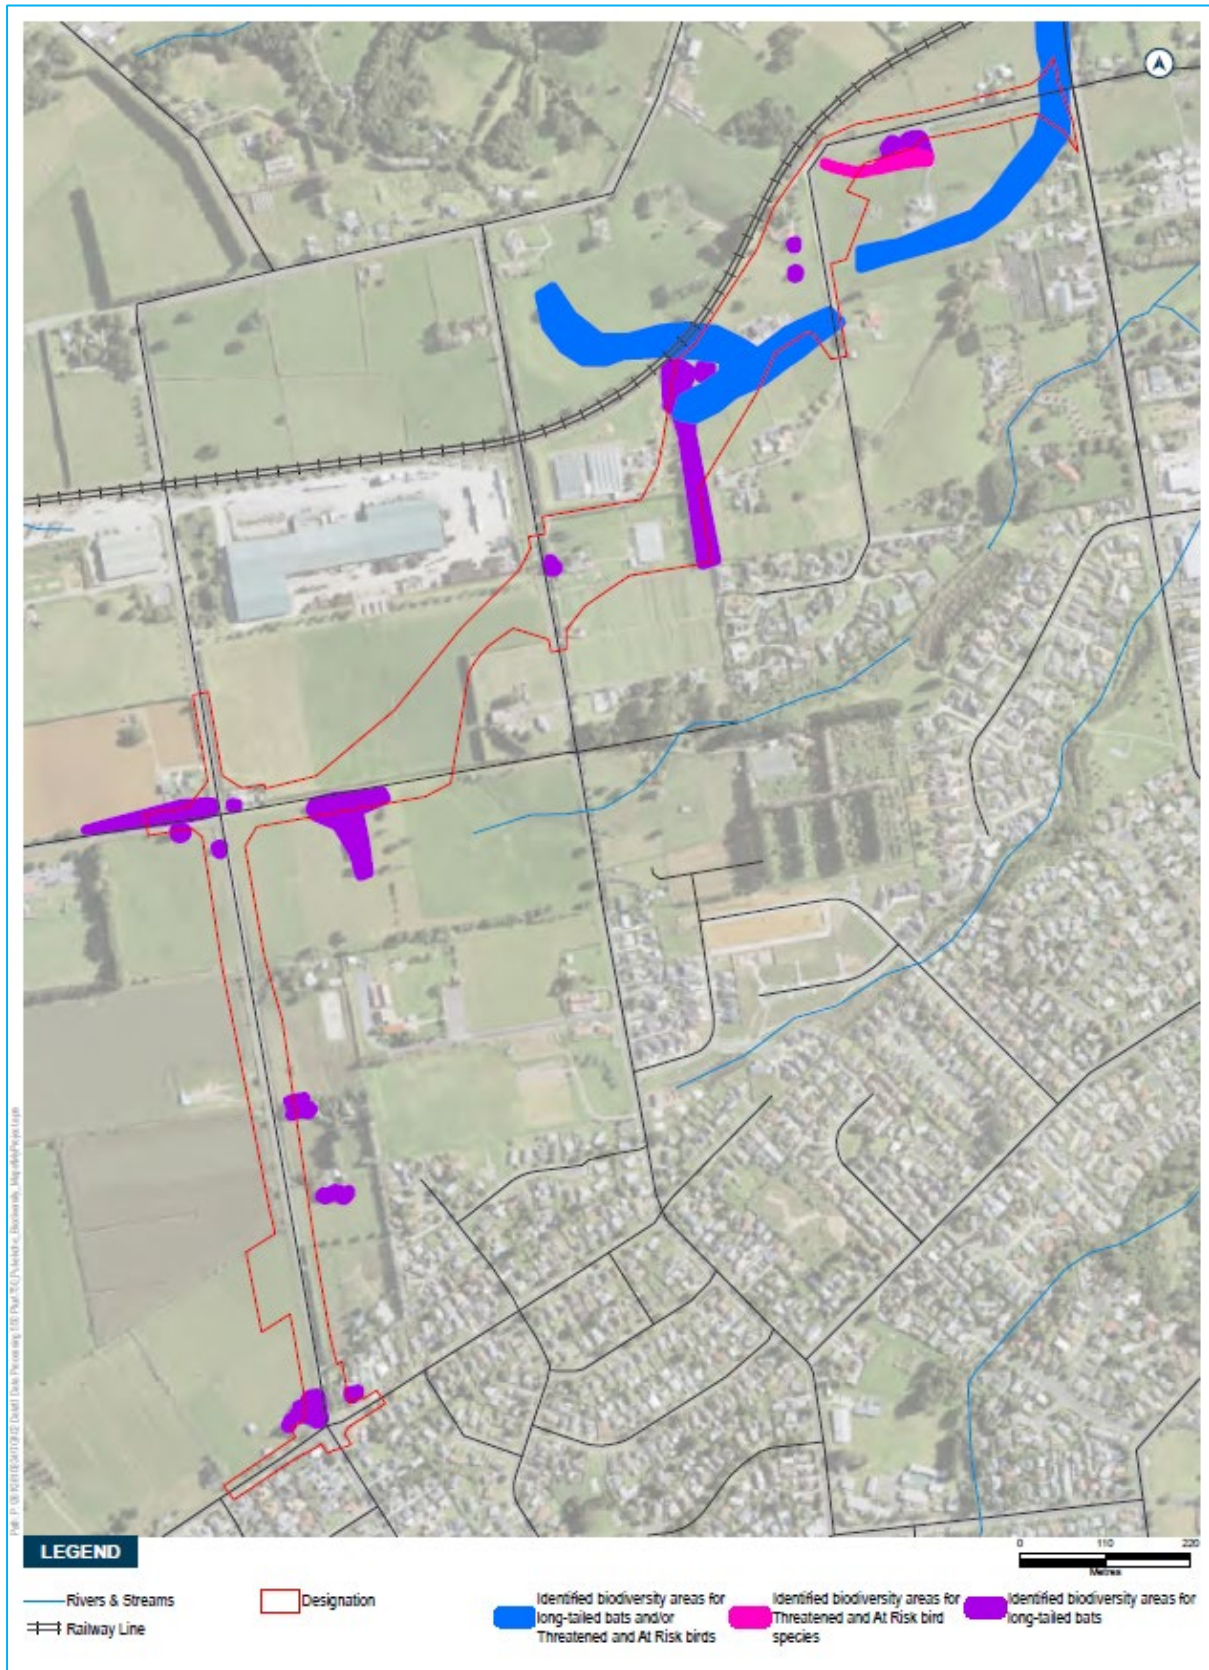 LEGEND
0 110 220
Metres
Rivers & Streams
Railway Line
Designation
Identified biodiversity areas for
long-tailed bats and/or
Threatened and At Risk birds
Identified biodiversity areas for
Threatened and At Risk bird
species
Identified biodiversity areas for
long-tailed bats